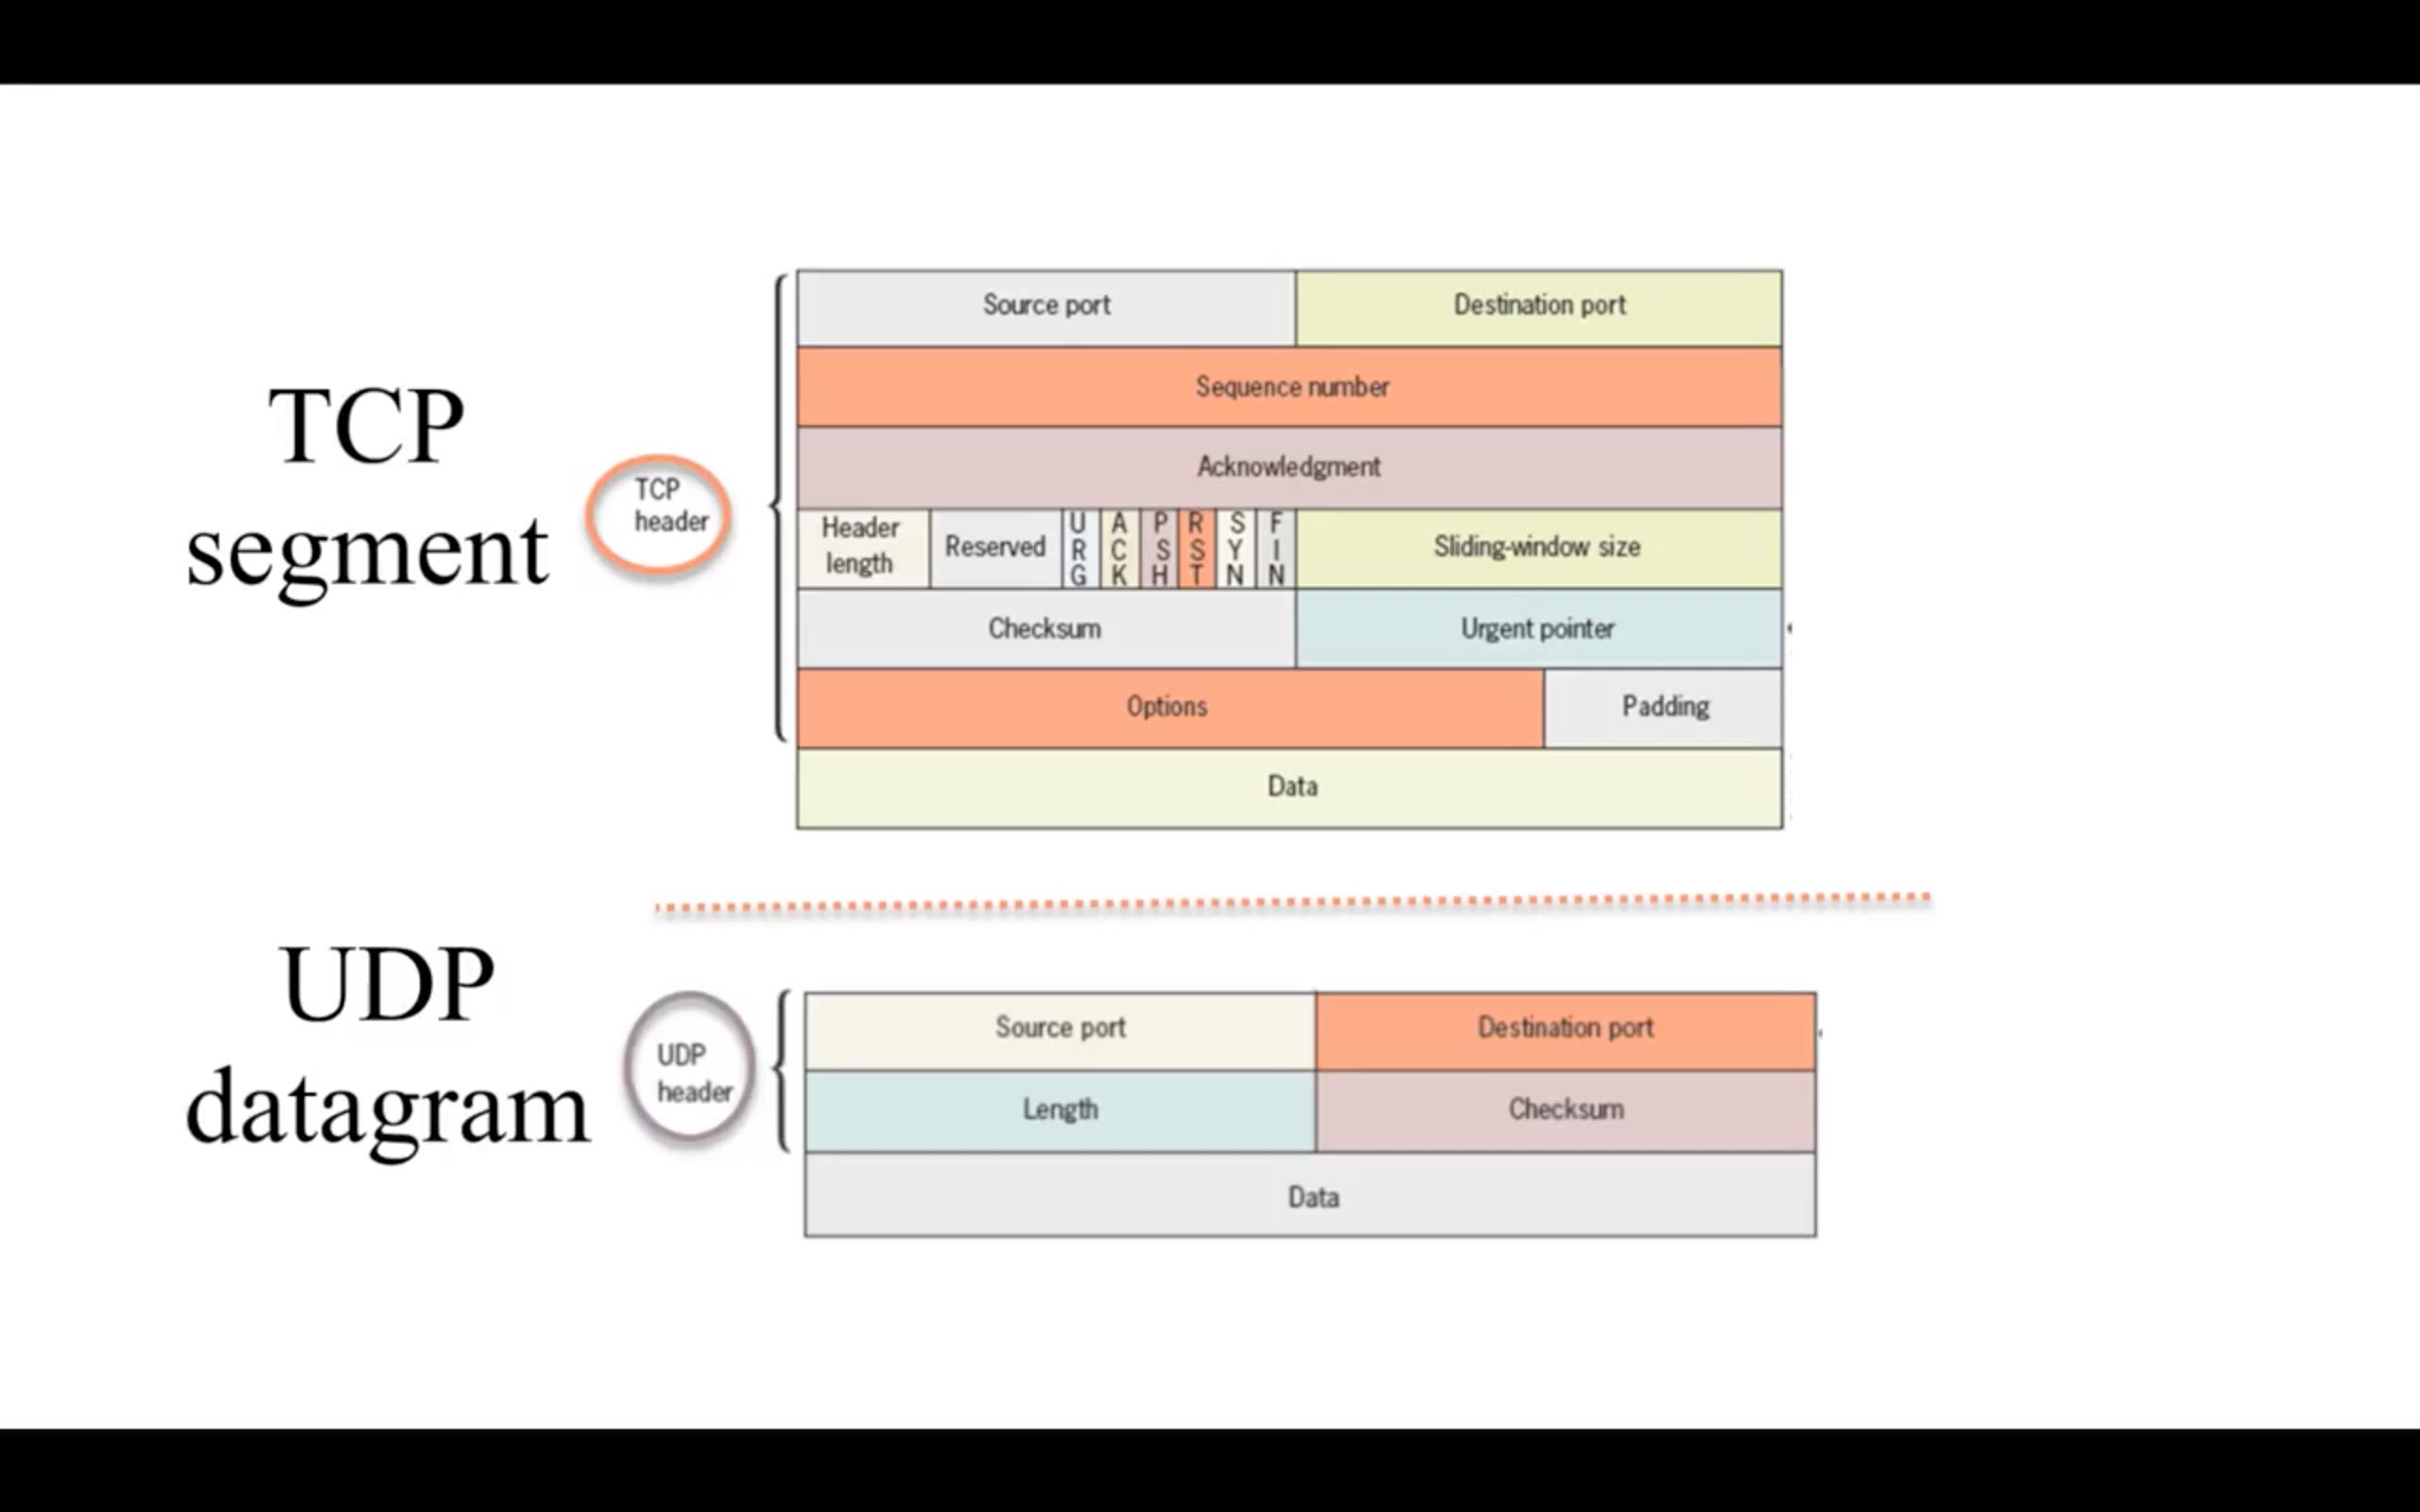 TCP
segment
TCP
header
Source port
Destination port
Sequence number
Acknowledgment
Header
length
Reserved
URG
ACK
PSH
RST
SYN
FIN
Sliding-window size
Checksum
Urgent pointer
Options
Padding
Data
UDP
datagram
UDP
header
Source port
Destination port
Length
Checksum
Data